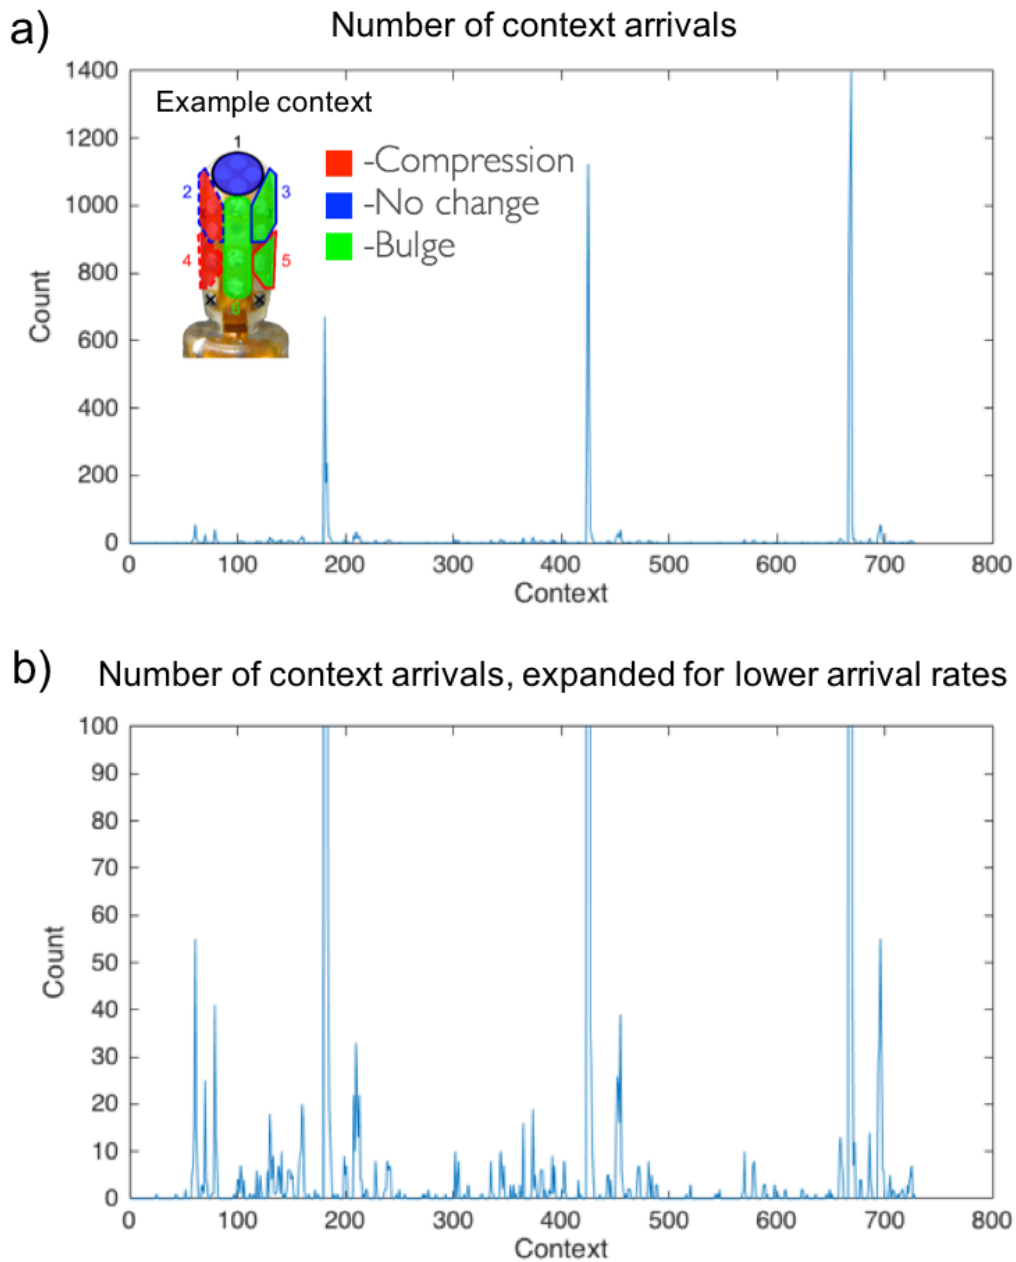 a)
Number of context arrivals
1400
1200
1000
800
600
400
200
0
Count
Example context
1
2
3
4
5
6
-Compression
-No change
-Bulge
0 100 200 300 400 500 600 700 800
Context
b)
Number of context arrivals, expanded for lower arrival rates
100
90
80
70
60
50
40
30
20
10
0
Count
0 100 200 300 400 500 600 700 800
Context